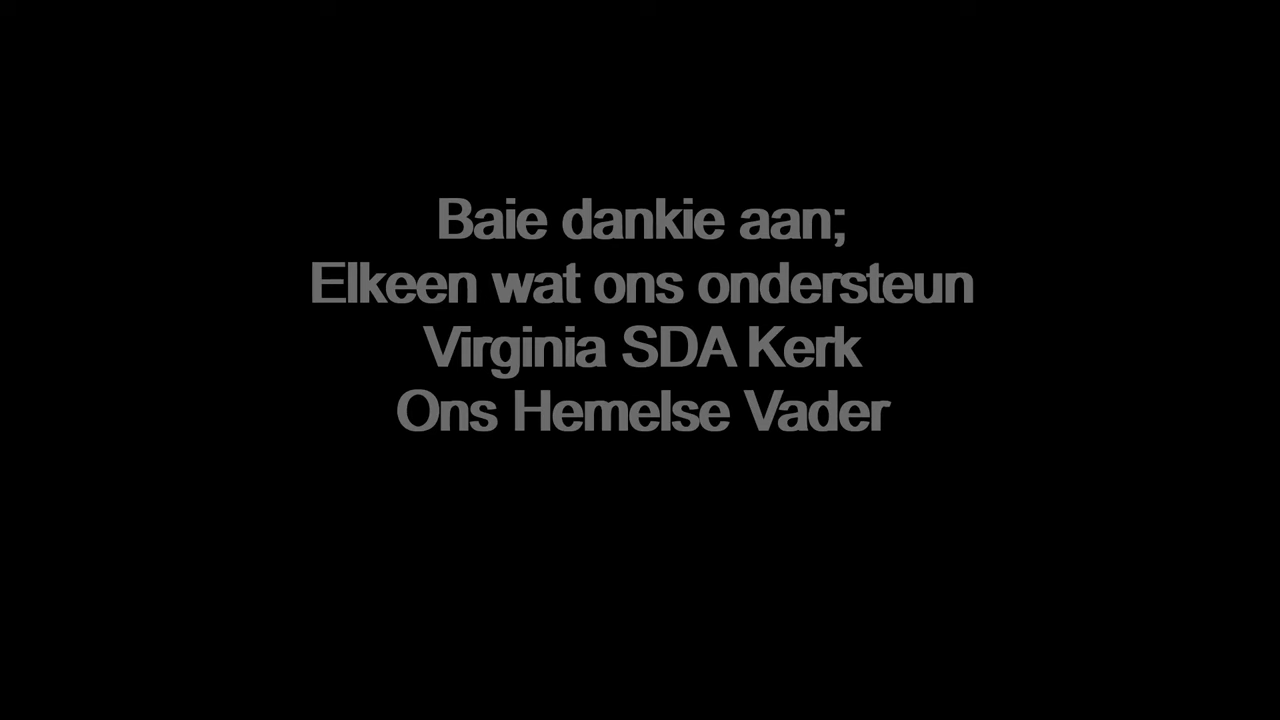 Baie dankie aan;
Elkeen wat ons ondersteun
Virginia SDA Kerk
Ons Hemelse Vader